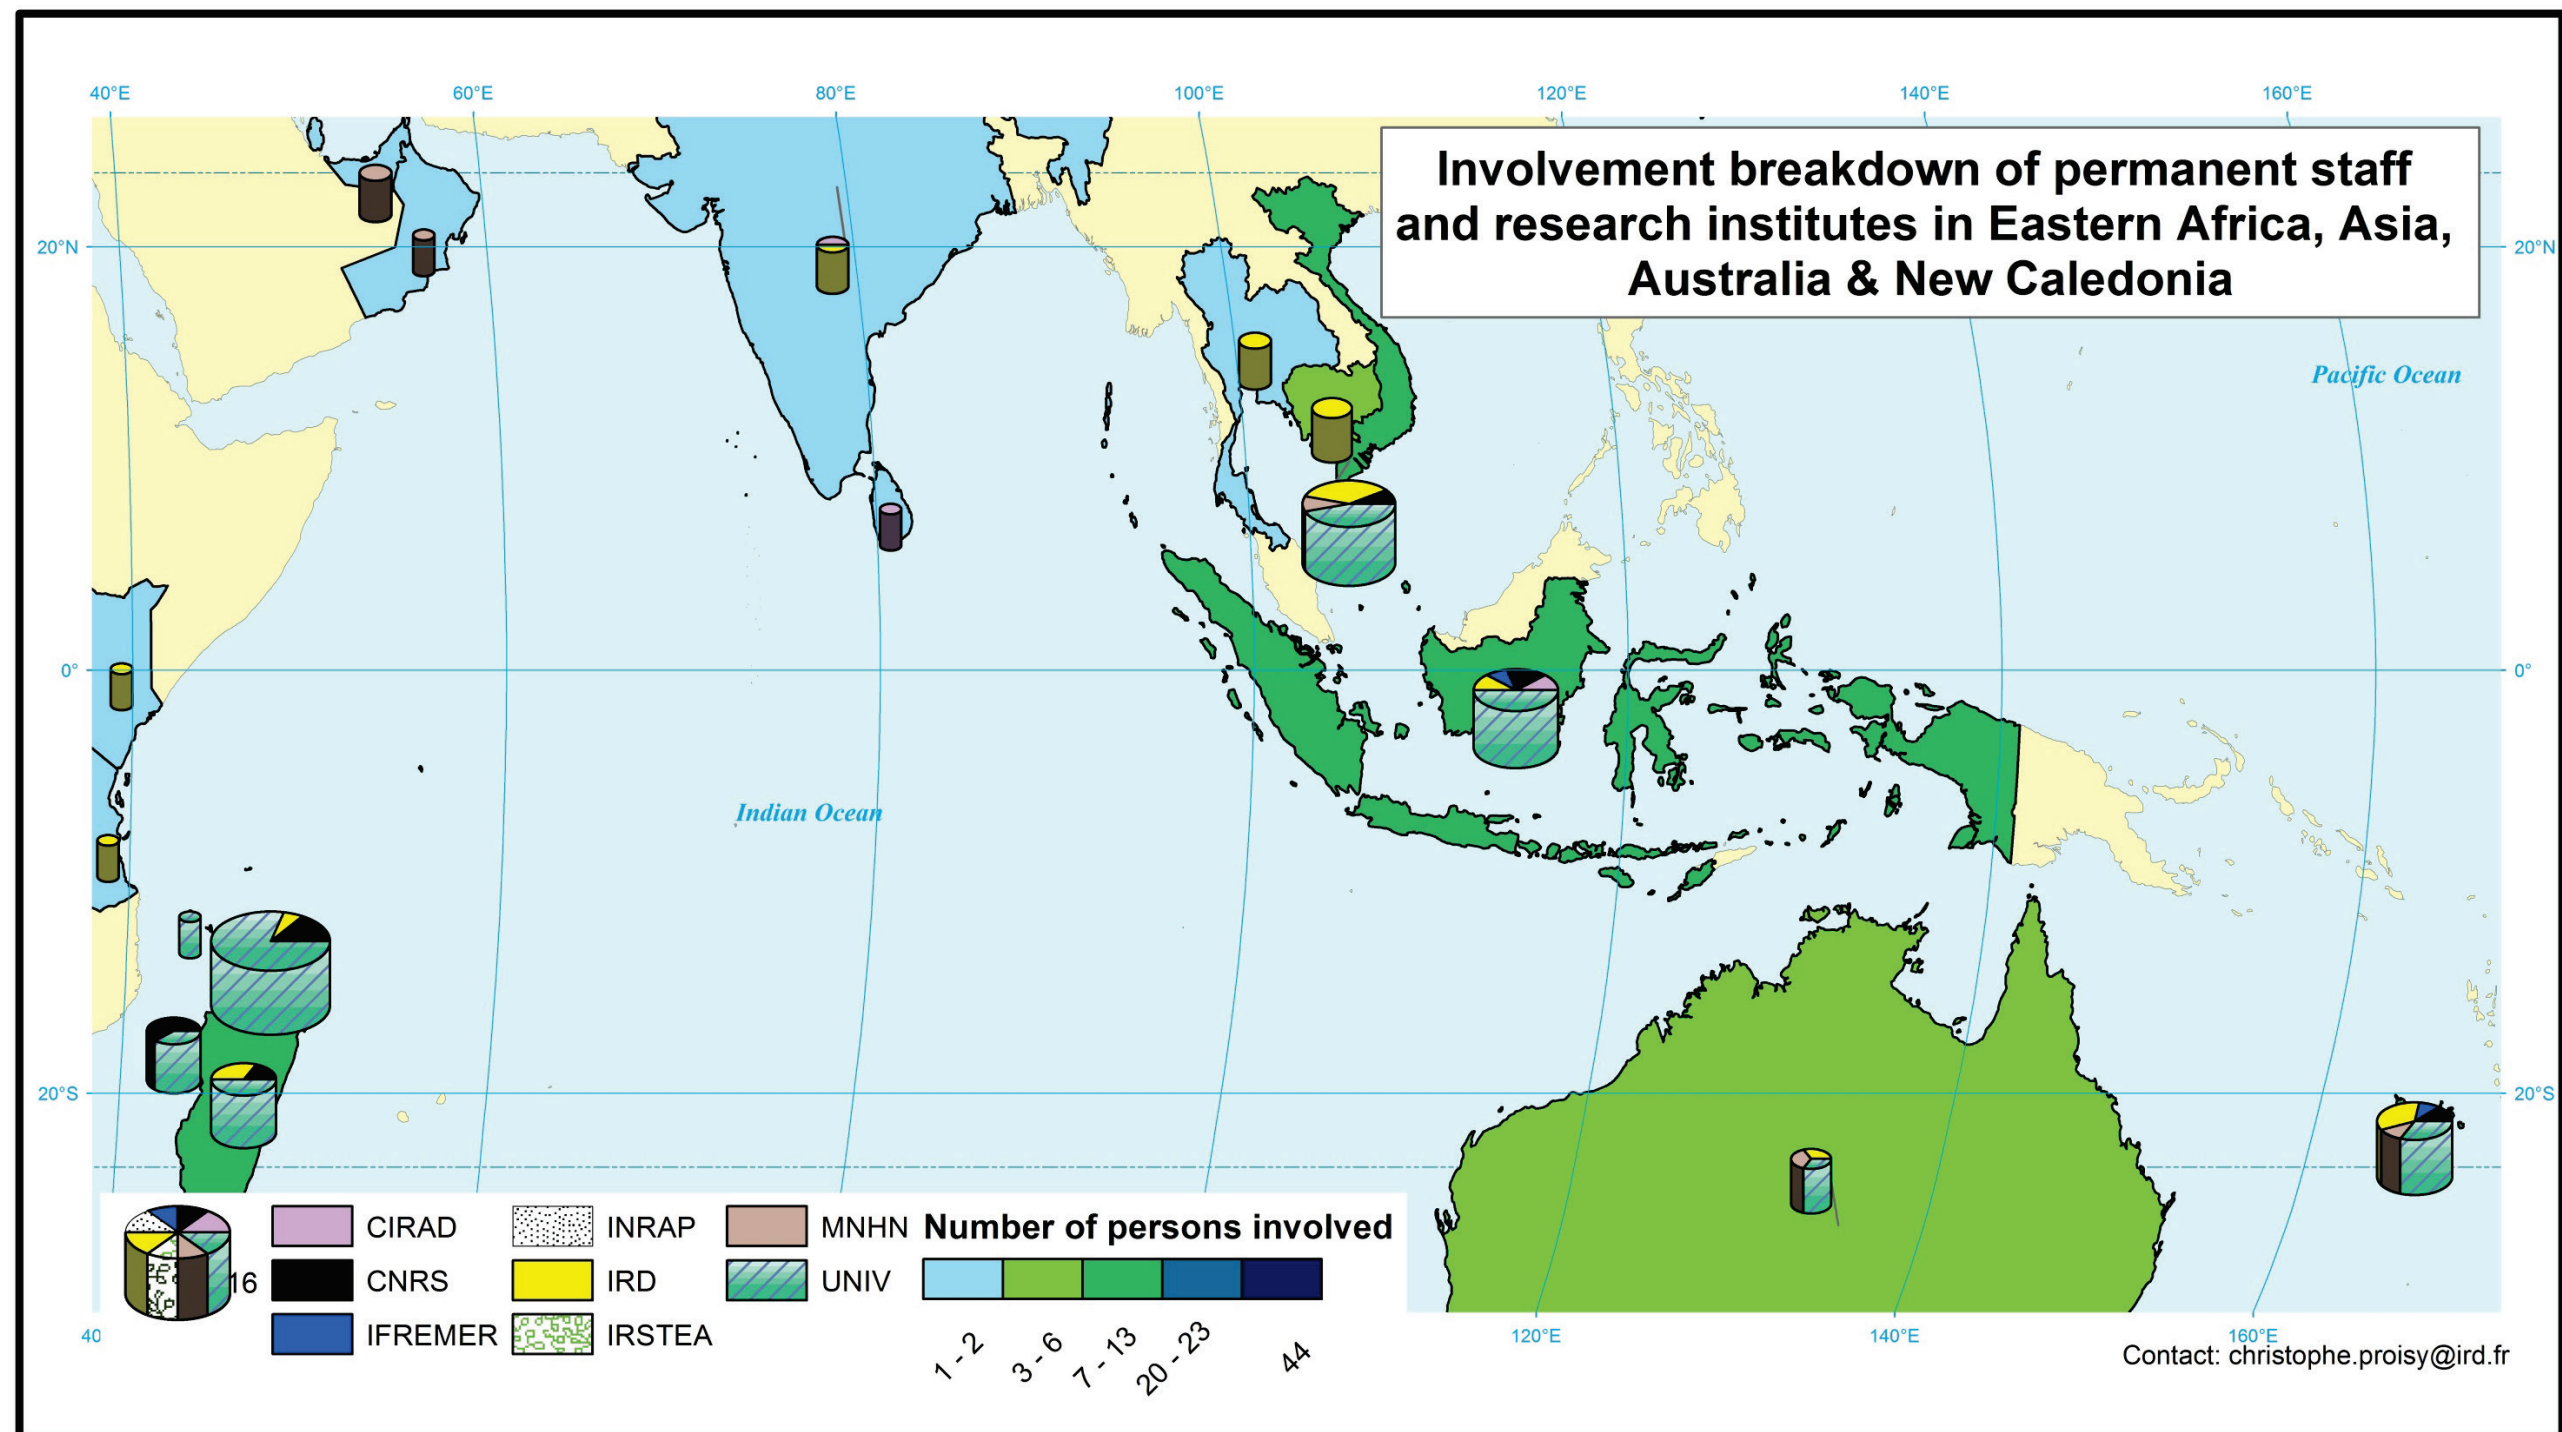 40°E 60°E 80°E 100°E 120°E 140°E 160°E
Involvement breakdown of permanent staff
and research institutes in Eastern Africa, Asia,
Australia & New Caledonia
20°N 20°N
Pacific Ocean
0° 0°
Indian Ocean
20°S 20°S
CIRAD INRAP MNHN Number of persons involved
16 CNRS IRD UNIV
IFREMER IRSTEA
1 - 2 3 - 6 7 - 13 20 - 23 44
40 120°E 140°E 160°E
Contact: christophe.proisy@ird.fr